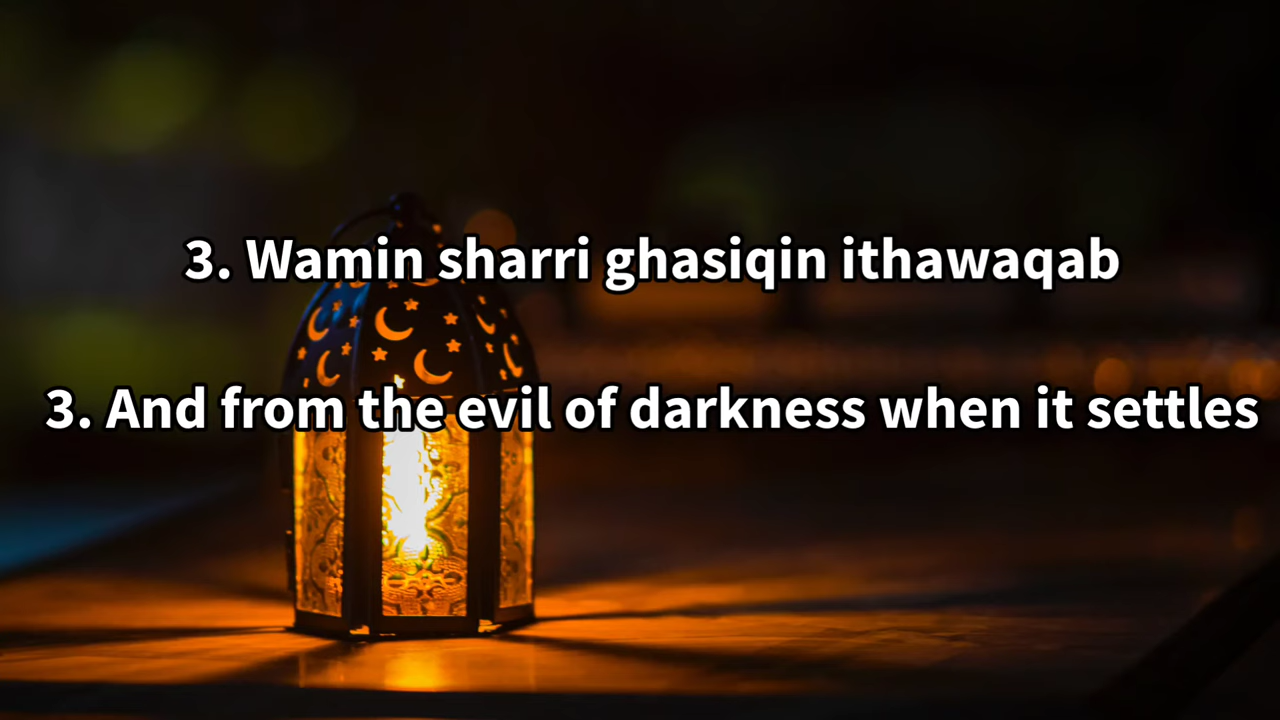 3. Wamin sharri ghasiqin ithawaqab
3. And from the evil of darkness when it settles